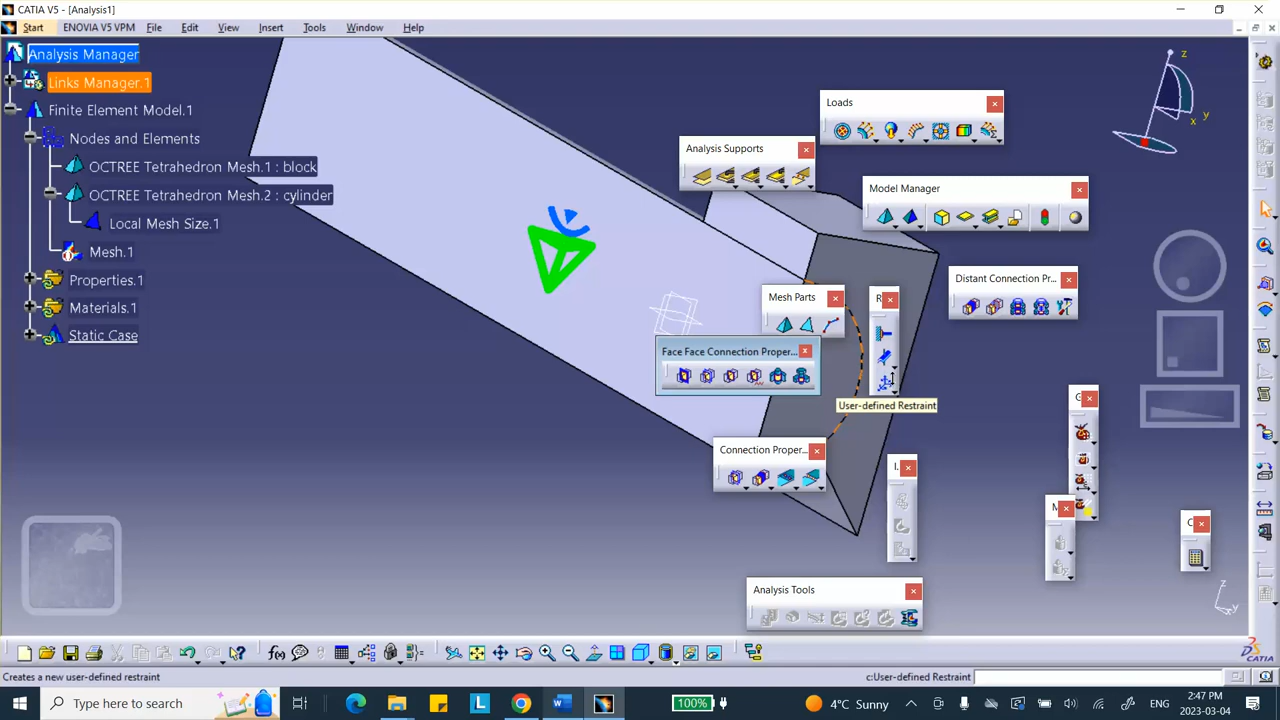 CATIA V5 - [Analysis1]
Start ENOVIA V5 VPM File Edit View Insert Tools Window Help
Analysis Manager
Links Manager.1
Finite Element Model.1
Nodes and Elements
OCTREE Tetrahedron Mesh.1 : block
OCTREE Tetrahedron Mesh.2 : cylinder
Local Mesh Size.1
Mesh.1
Properties.1
Materials.1
Static Case
Loads
Analysis Supports
Model Manager
Distant Connection Pr...
Mesh Parts
R
Face Face Connection Proper...
User-defined Restraint
G
Connection Proper...
I.
M
C
Analysis Tools
z
x
y
z
y
CATIA
Creates a new user-defined restraint
c:User-defined Restraint
Type here to search
100%
4°C Sunny
ENG
2:47 PM
2023-03-04